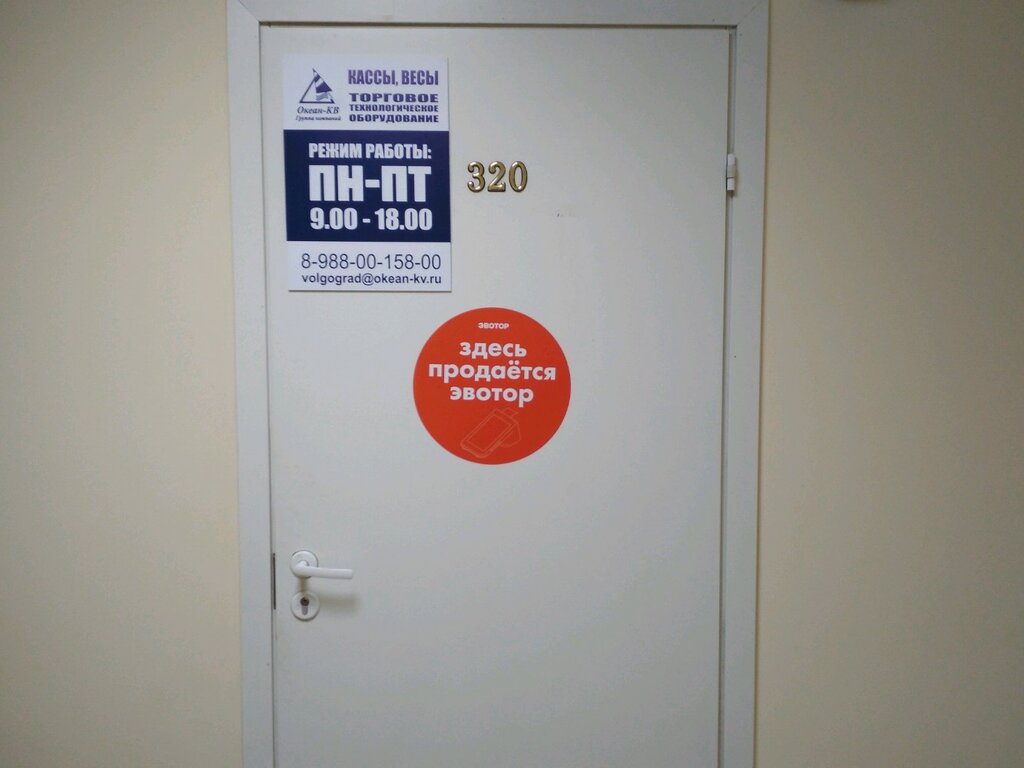 КАССЫ, ВЕСЫ
ТОРГОВОЕ
ТЕХНОЛОГИЧЕСКОЕ
ОБОРУДОВАНИЕ
Океан-КВ
Группа компаний
РЕЖИМ РАБОТЫ:
ПН-ПТ
9.00 - 18.00
8-988-00-158-00
volgograd@okean-kv.ru
320
ЭВОТОР
здесь
продаётся
эвотор